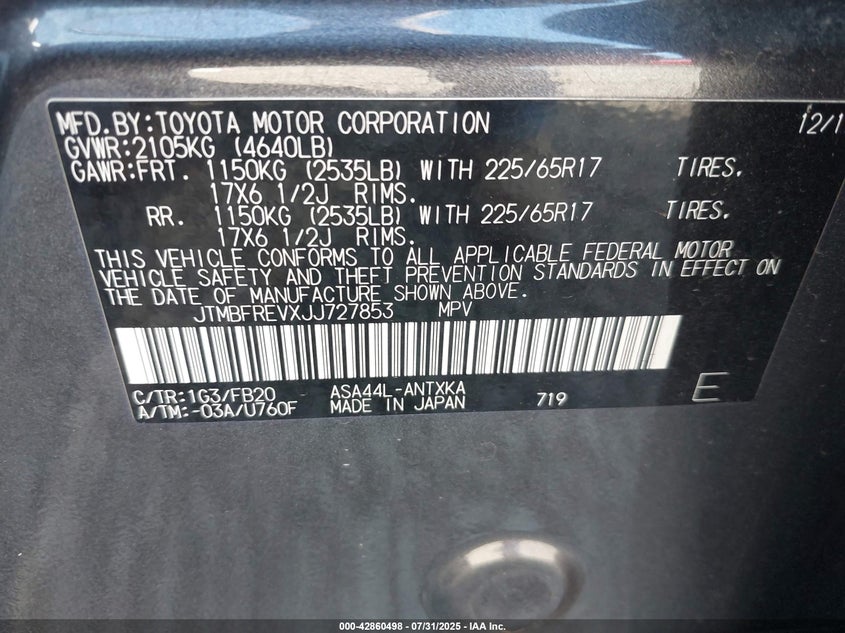 MFD.BY:TOYOTA MOTOR CORPORATION 12/1
GVWR:2105KG (4640LB)
GAWR:FRT. 1150KG (2535LB) WITH 225/65R17 TIRES.
17X6 1/2J RIMS.
RR. 1150KG (2535LB) WITH 225/65R17 TIRES.
17X6 1/2J RIMS.
THIS VEHICLE CONFORMS TO ALL APPLICABLE FEDERAL MOTOR
VEHICLE SAFETY AND THEFT PREVENTION STANDARDS IN EFFECT ON
THE DATE OF MANUFACTURE SHOWN ABOVE.
JTMBFREVXJJ727853 MPV
C/TR:1G3/FB20 ASA44L-ANTXKA
A/TM:-03A/U760F MADE IN JAPAN 719 E
000-42860498 - 07/31/2025 - IAA Inc.